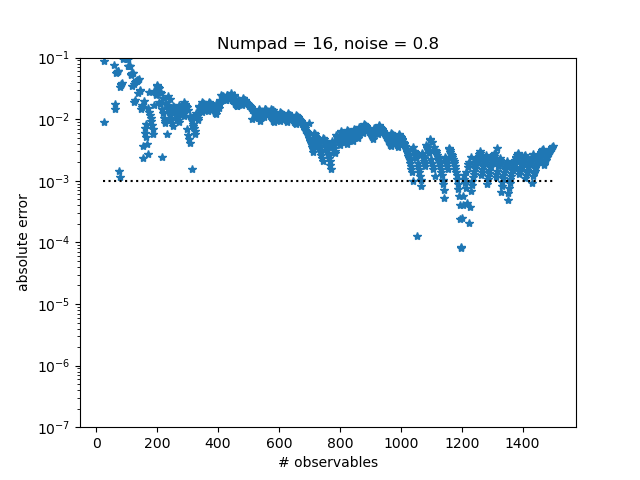 Numpad = 16, noise = 0.8
absolute error
10⁻¹
10⁻²
10⁻³
10⁻⁴
10⁻⁵
10⁻⁶
10⁻⁷
0 200 400 600 800 1000 1200 1400
# observables